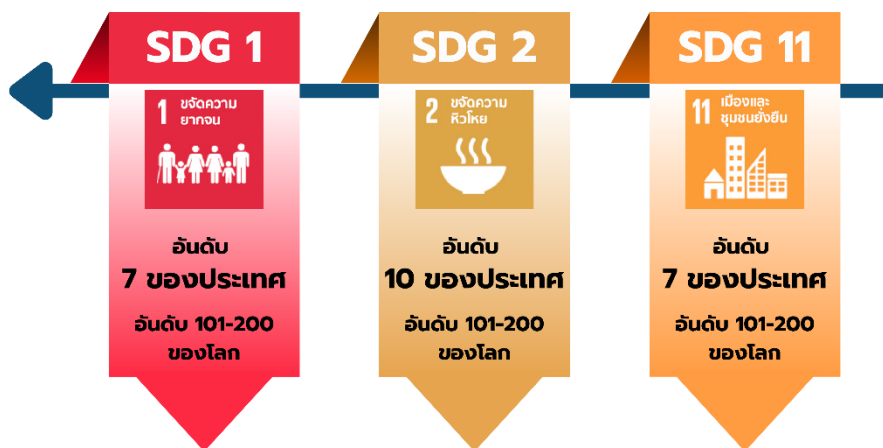 SDG 1
1 ขจัดความ
ยากจน
อันดับ
7 ของประเทศ
อันดับ 101-200
ของโลก
SDG 2
2 ขจัดความ
หิวโหย
อันดับ
10 ของประเทศ
อันดับ 101-200
ของโลก
SDG 11
11 เมืองและ
ชุมชนยั่งยืน
อันดับ
7 ของประเทศ
อันดับ 101-200
ของโลก